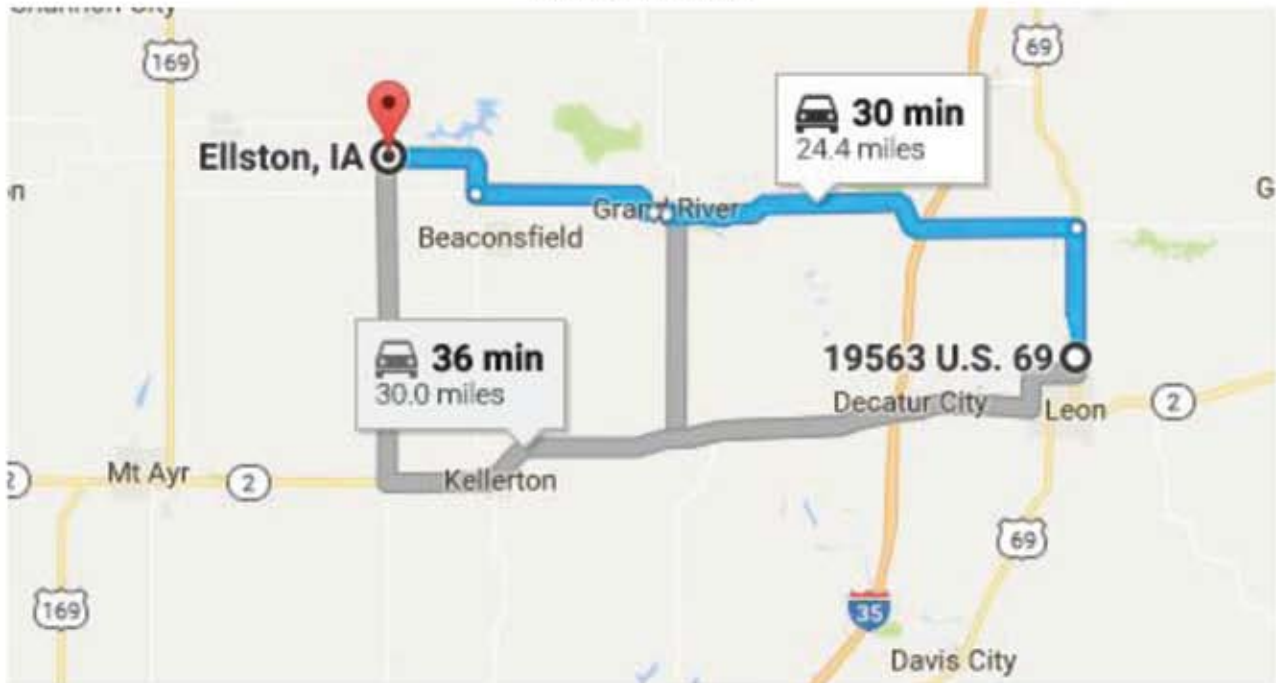 169
69
30 min
24.4 miles
Ellston, IA
Grand River
Beaconsfield
36 min
30.0 miles
19563 U.S. 69
Decatur City
Leon
2
Mt Ayr
2
Kellerton
2
69
169
35
Davis City
G